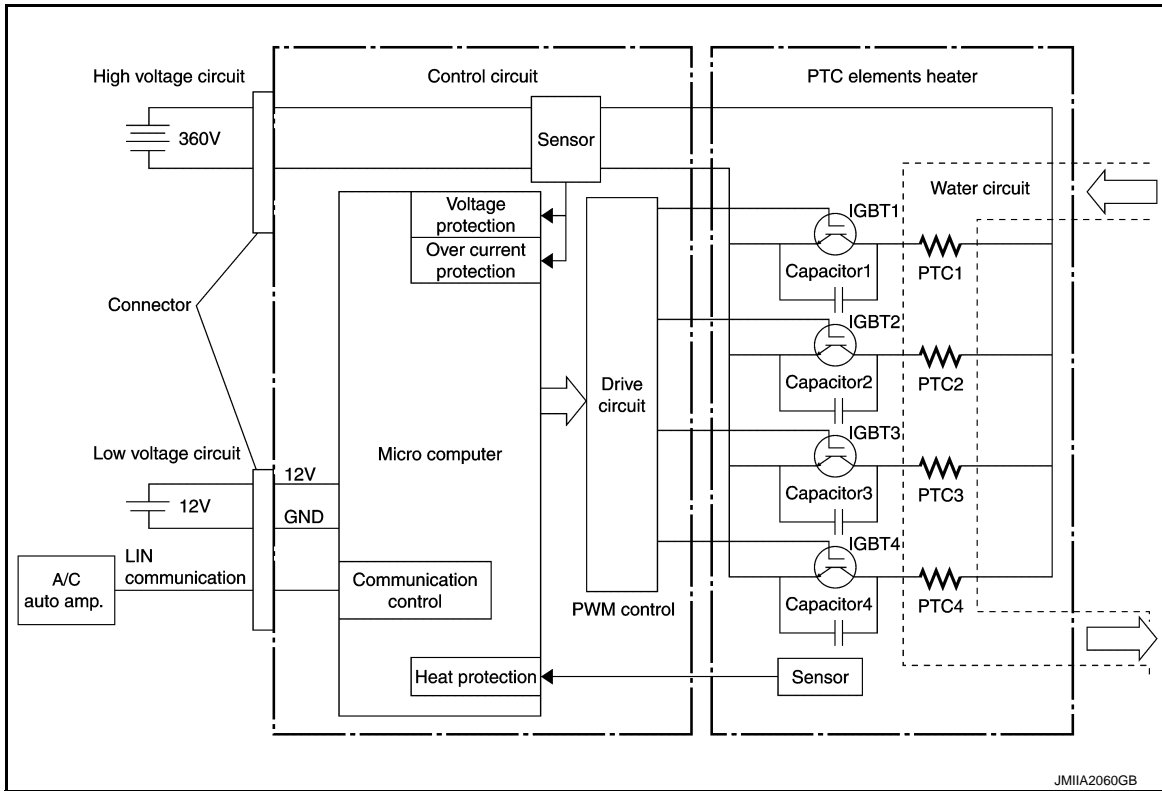 High voltage circuit
Control circuit
PTC elements heater
360V
Sensor
Water circuit
Voltage
protection
Over current
protection
IGBT1
Capacitor1
PTC1
Connector
IGBT2
Capacitor2
PTC2
Drive
circuit
IGBT3
Capacitor3
PTC3
Low voltage circuit
Micro computer
12V
12V
GND
IGBT4
Capacitor4
PTC4
LIN
communication
A/C
auto amp.
Communication
control
PWM control
Heat protection
Sensor
JMIIA2060GB